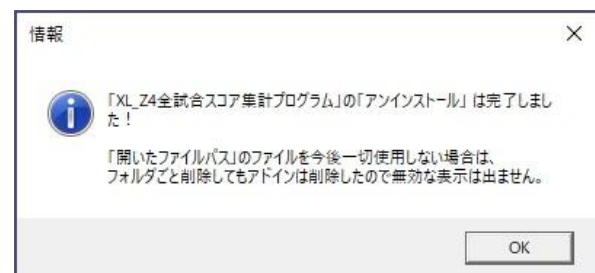 情報
「XL_Z4全試合スコア集計プログラム」の「アンインストール」は完了しまし
た！
「開いたファイルパス」のファイルを今後一切使用しない場合は、
フォルダごと削除してもアドインは削除したので無効な表示は出ません。
OK